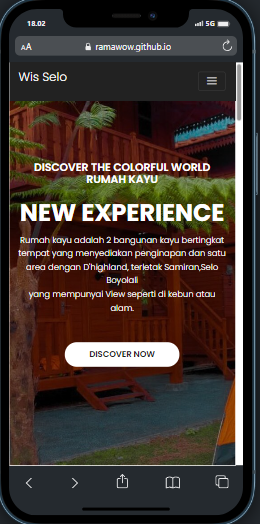 18.02
5G
AA
ramawow.github.io
Wis Selo
DISCOVER THE COLORFUL WORLD
RUMAH KAYU
NEW EXPERIENCE
Rumah kayu adalah 2 bangunan kayu bertingkat
tempat yang menyediakan penginapan dan satu
area dengan D'highland, terletak Samiran,Selo
Boyolali
yang mempunyai View seperti di kebun atau
alam.
DISCOVER NOW